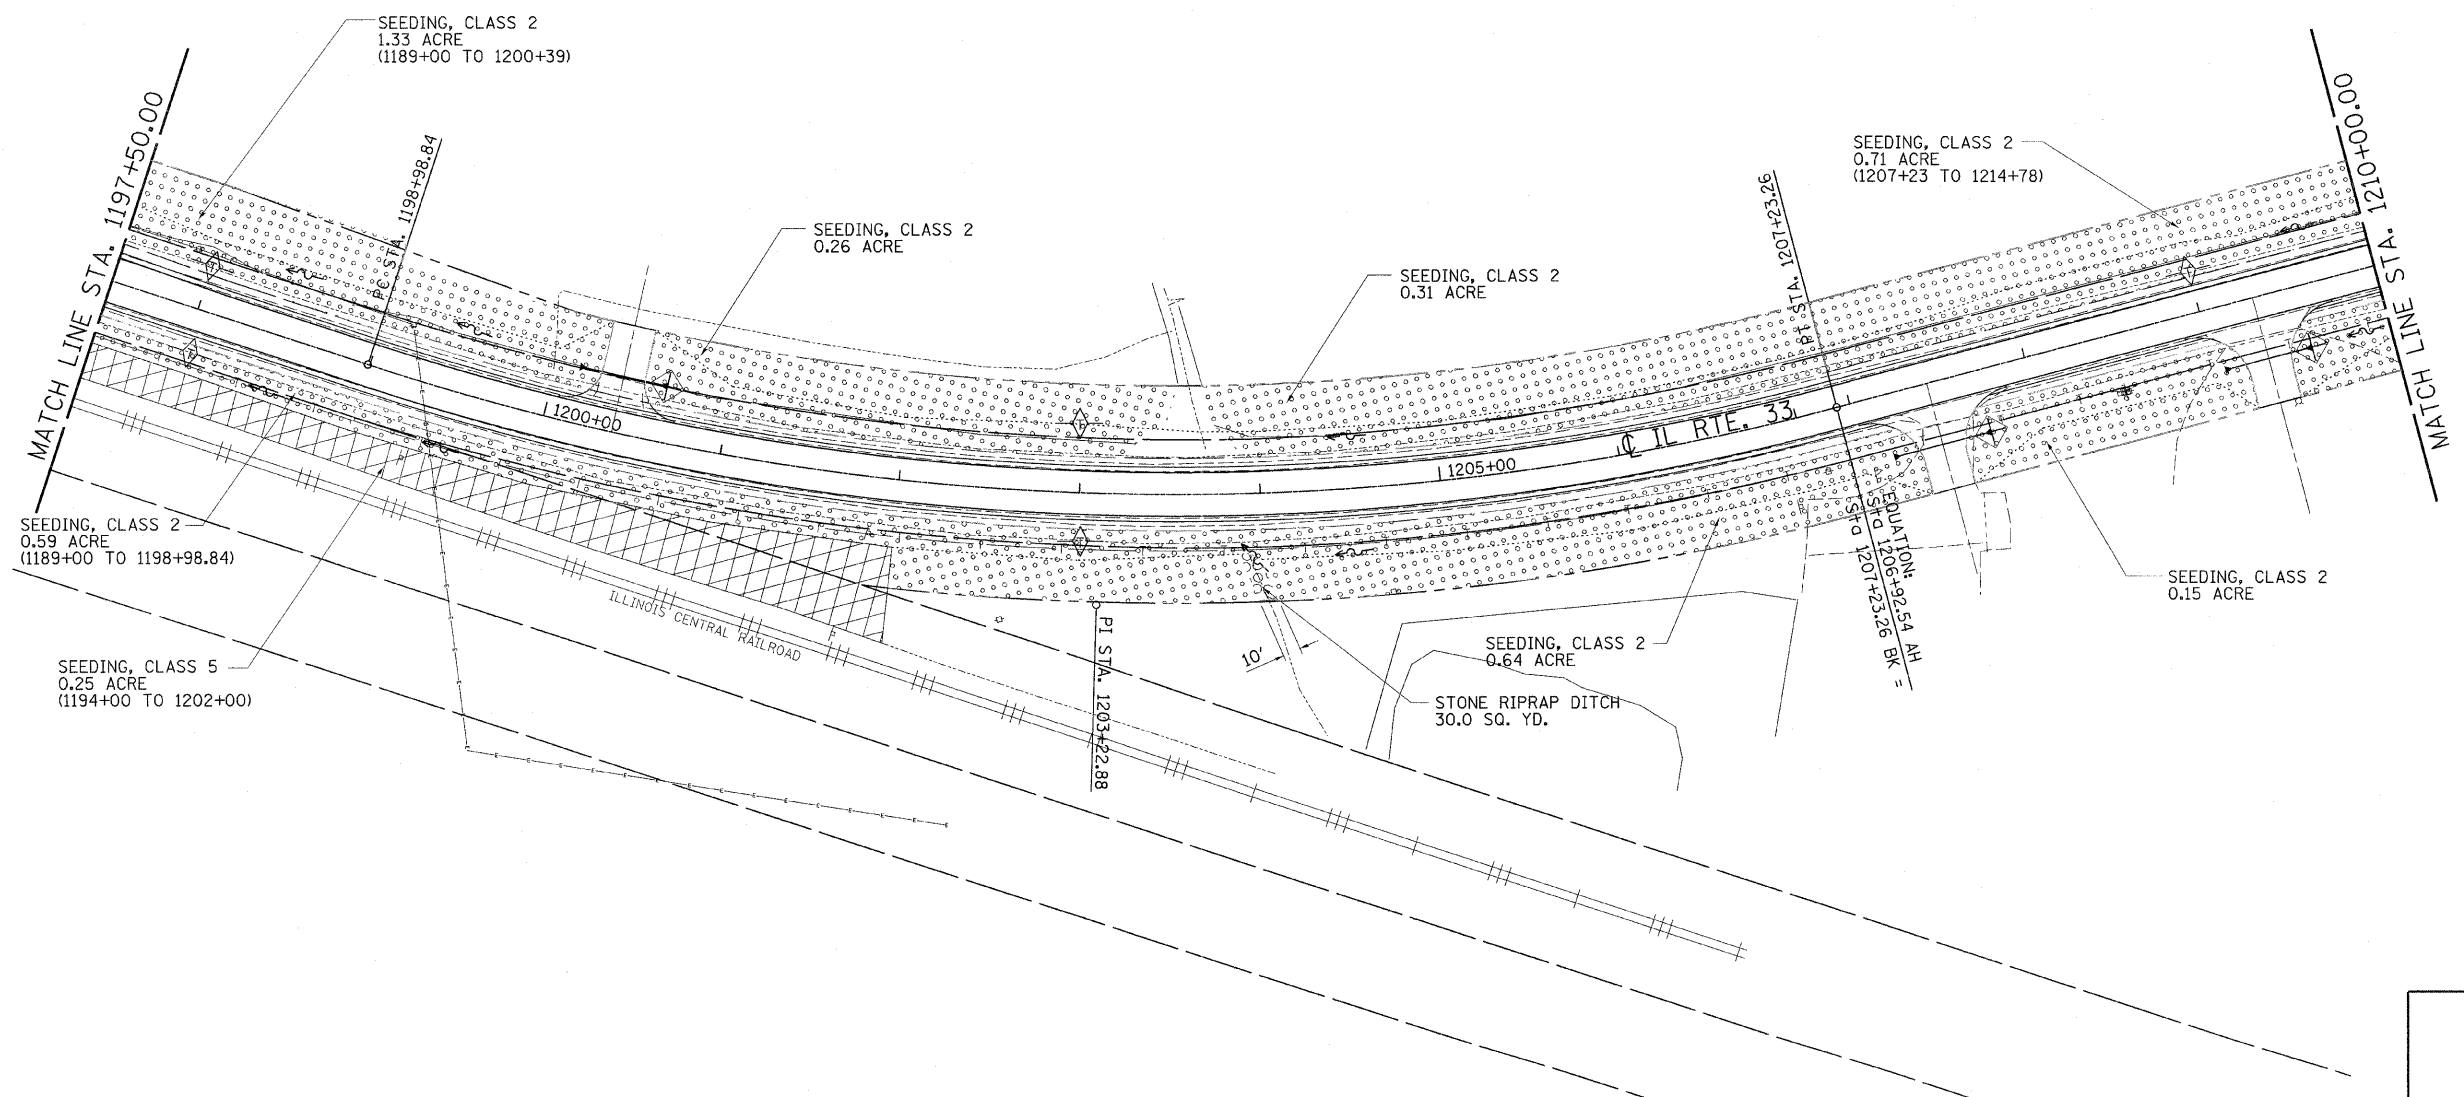 SEEDING, CLASS 2
1.33 ACRE
(1189+00 TO 1200+39)
MATCH LINE STA. 1197+50.00
PC STA. 1198+98.84
SEEDING, CLASS 2
0.26 ACRE
SEEDING, CLASS 2
0.31 ACRE
PT STA. 1207+23.26
SEEDING, CLASS 2
0.71 ACRE
(1207+23 TO 1214+78)
MATCH LINE STA. 1210+00.00
1200+00
1205+00
℄ IL RTE. 33
SEEDING, CLASS 2
0.59 ACRE
(1189+00 TO 1198+98.84)
SEEDING, CLASS 5
0.25 ACRE
(1194+00 TO 1202+00)
ILLINOIS CENTRAL RAILROAD
PI STA. 1203+22.88
10'
SEEDING, CLASS 2
0.64 ACRE
STONE RIPRAP DITCH
30.0 SQ. YD.
EQUATION:
Sta 1206+92.54 AH
Sta 1207+23.26 BK =
SEEDING, CLASS 2
0.15 ACRE